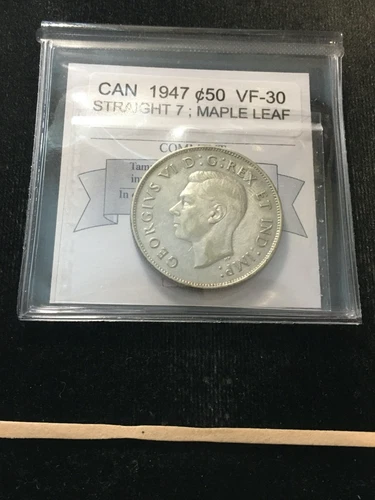 CAN 1947 ¢50 VF-30
STRAIGHT 7 ; MAPLE LEAF
GEORGIVS VI D:G:REX ET IND:IMP: